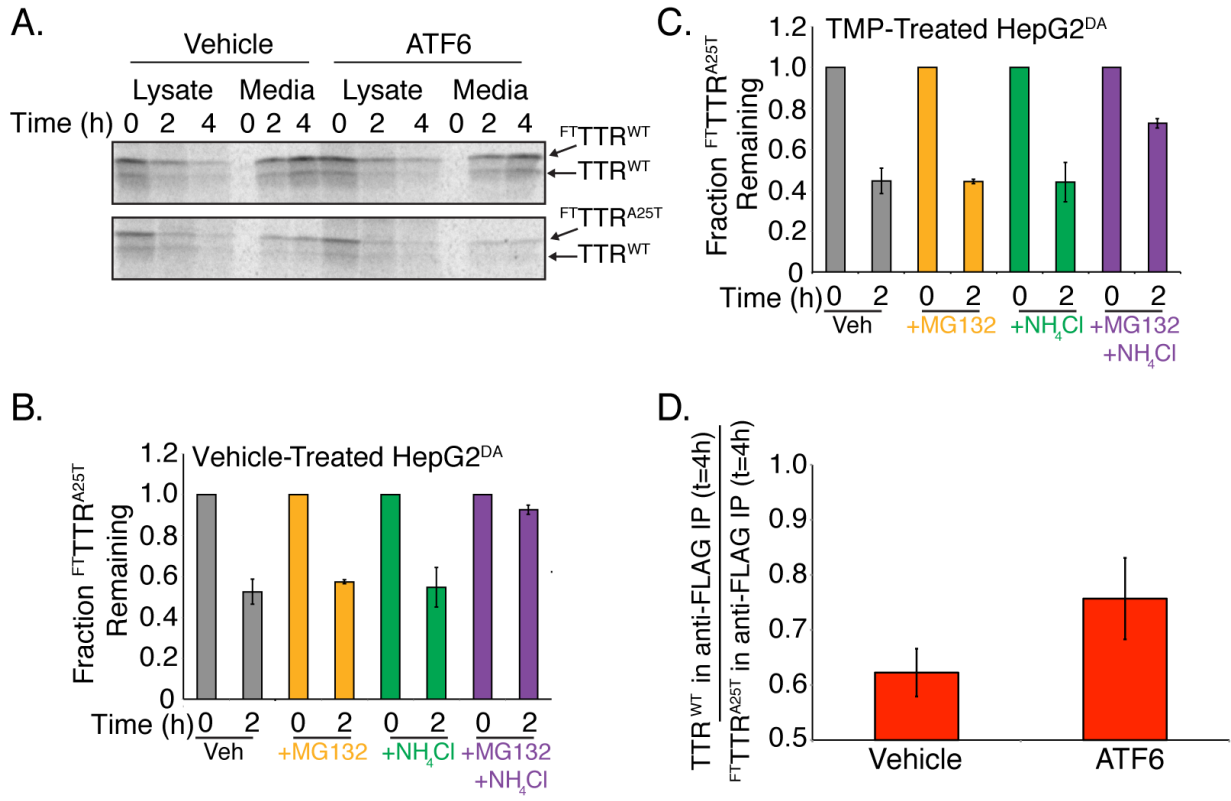 A.
Vehicle ATF6
Lysate Media Lysate Media
Time (h) 0 2 4 0 2 4 0 2 4 0 2 4
FTTTRWT
TTRWT
FTTTRA25T
TTRWT
B.
Vehicle-Treated HepG2DA
Fraction FTTTRA25T
Remaining
1.2
1.0
0.8
0.6
0.4
0.2
0
Time (h) 0 2 0 2 0 2 0 2
Veh +MG132 +NH4Cl +MG132
+NH4Cl
C.
TMP-Treated HepG2DA
Fraction FTTTRA25T
Remaining
1.2
1.0
0.8
0.6
0.4
0.2
0
Time (h) 0 2 0 2 0 2 0 2
Veh +MG132 +NH4Cl +MG132
+NH4Cl
D.
TTRWT in anti-FLAG IP (t=4h)
FTTTRA25T in anti-FLAG IP (t=4h)
1.0
0.9
0.8
0.7
0.6
0.5
Vehicle ATF6